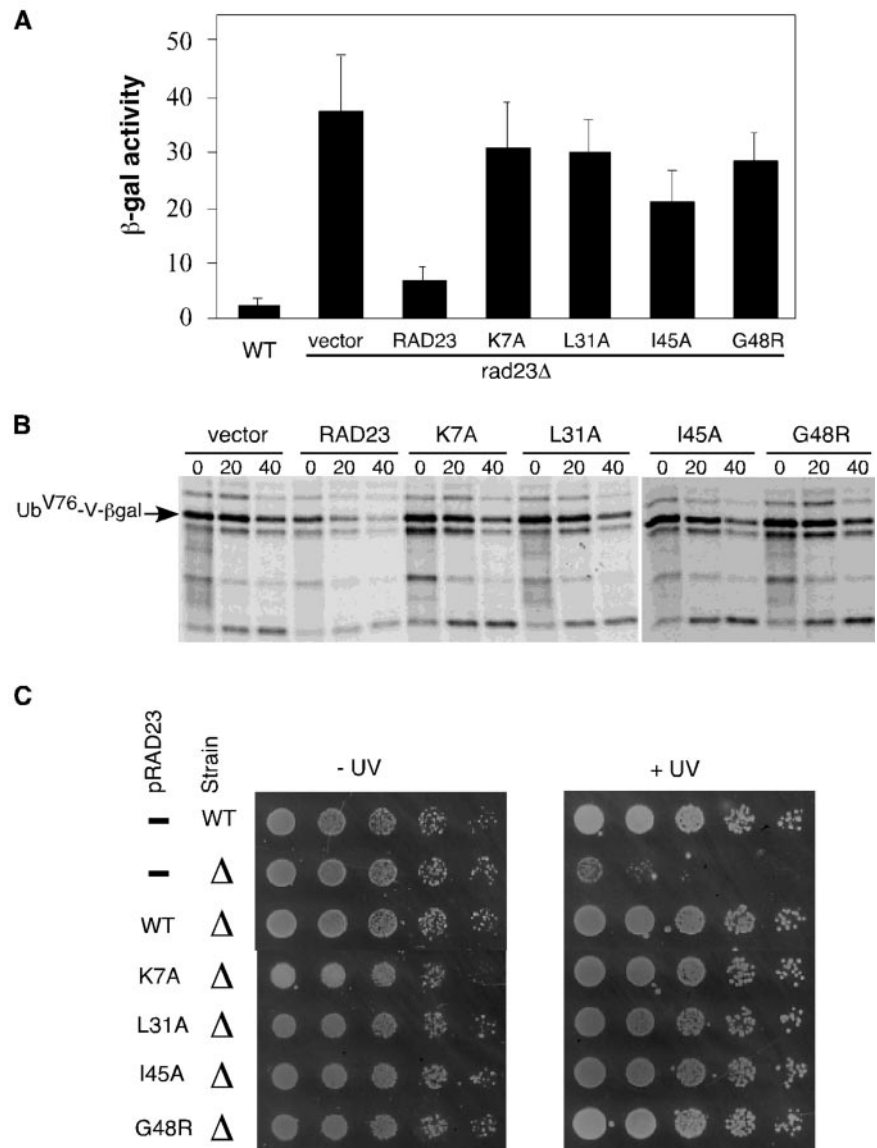 A
β-gal activity
50
40
30
20
10
0
WT
vector RAD23 K7A L31A I45A G48R
rad23Δ
B
vector RAD23 K7A L31A I45A G48R
0 20 40 0 20 40 0 20 40 0 20 40 0 20 40 0 20 40
Ub^V76-V-βgal
C
pRAD23 Strain
- UV + UV
- WT
- Δ
WT Δ
K7A Δ
L31A Δ
I45A Δ
G48R Δ